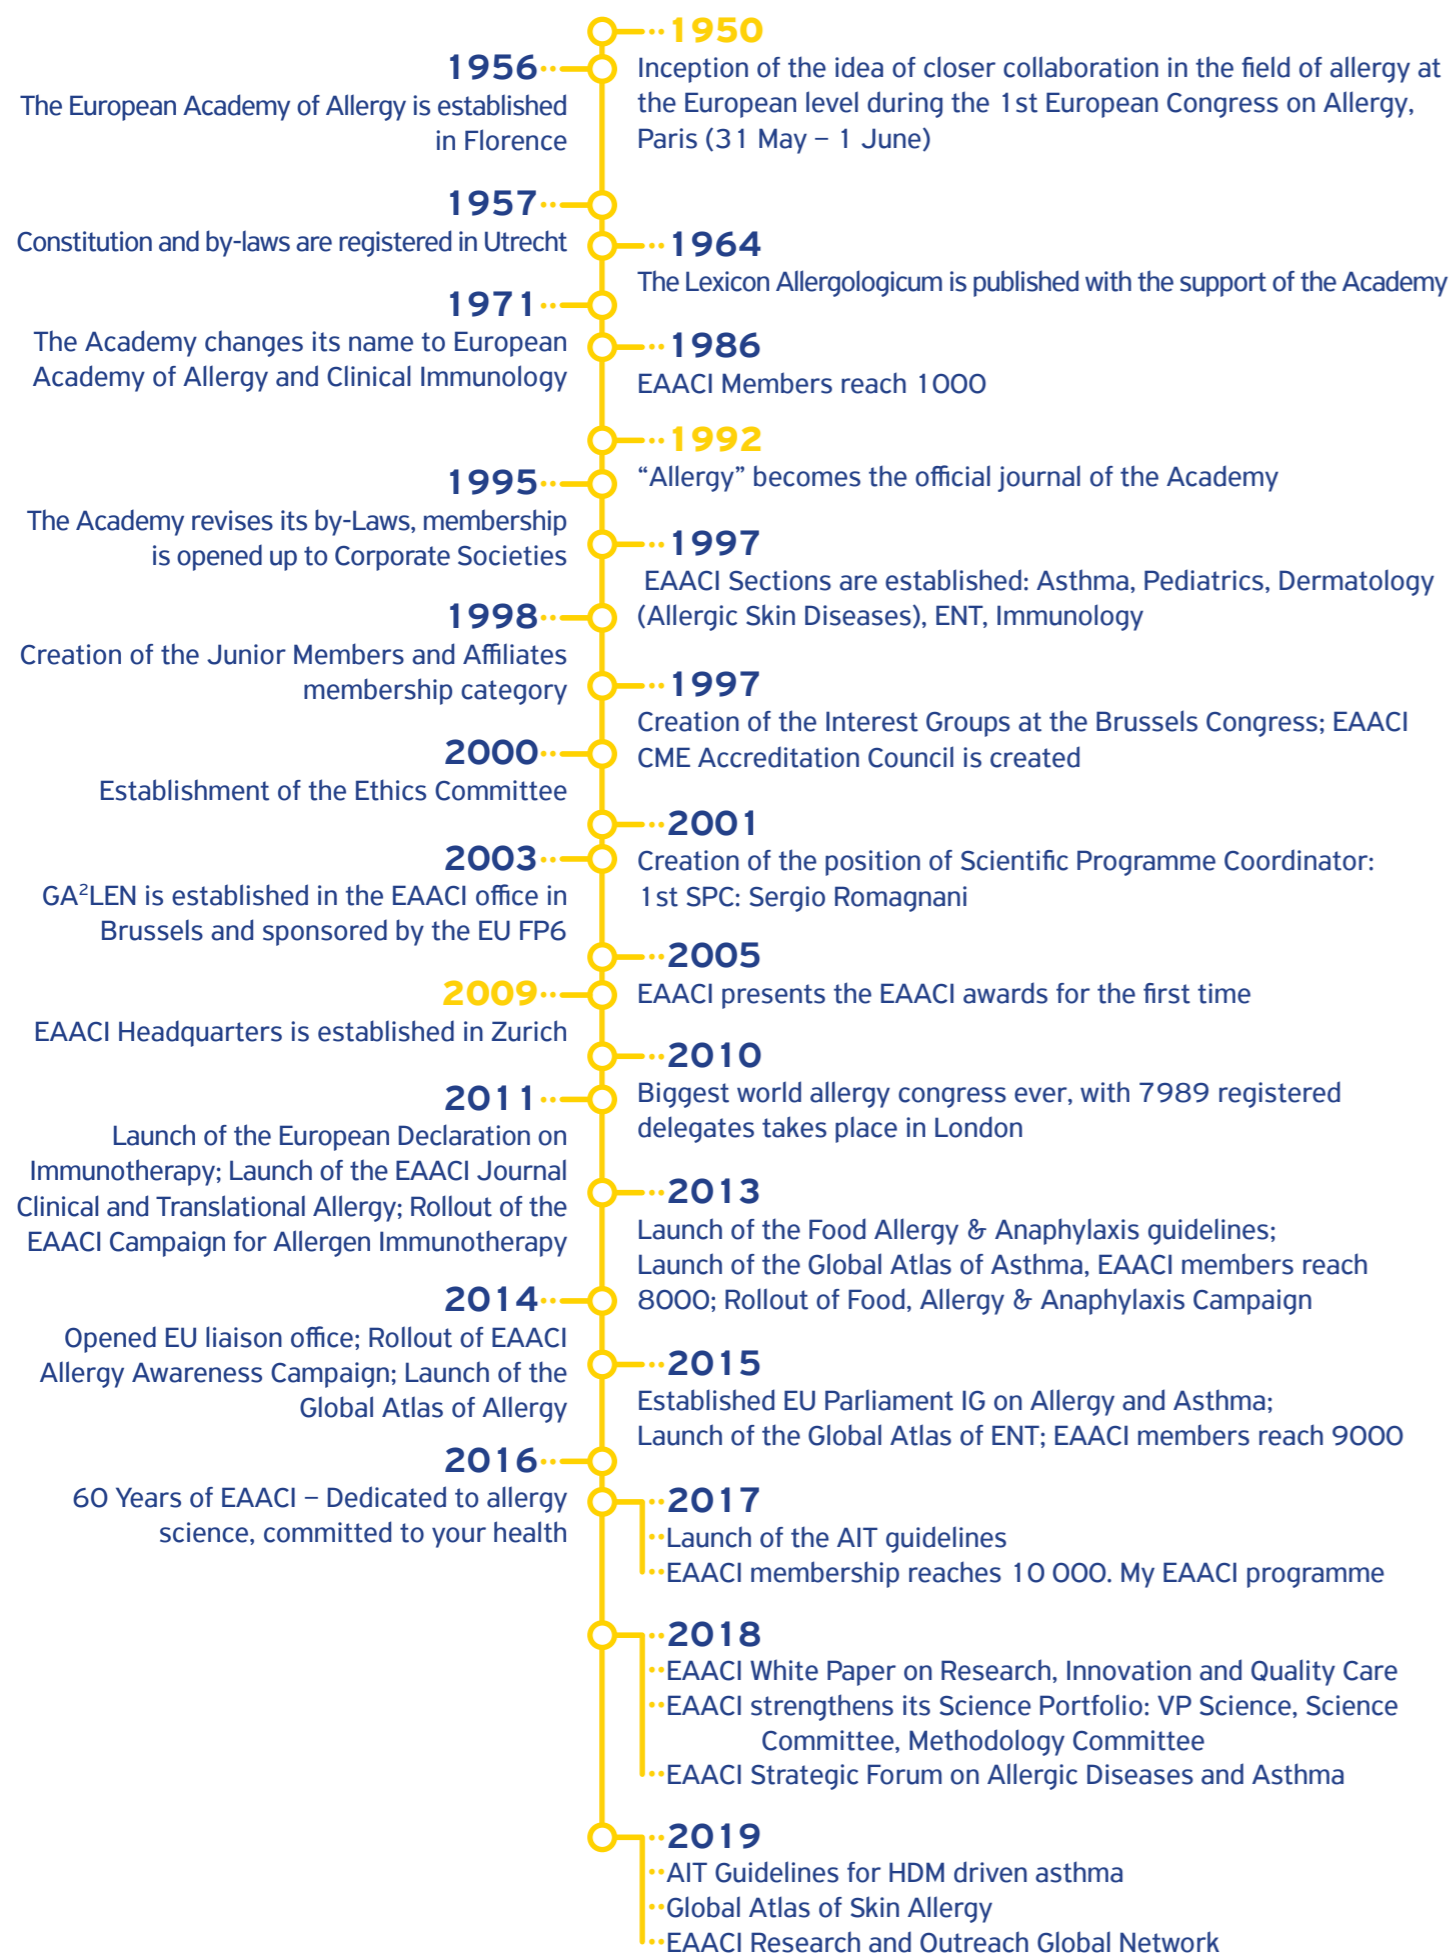 1950
Inception of the idea of closer collaboration in the field of allergy at
the European level during the 1st European Congress on Allergy,
Paris (31 May – 1 June)
1956
The European Academy of Allergy is established
in Florence
1957
Constitution and by-laws are registered in Utrecht
1964
The Lexicon Allergologicum is published with the support of the Academy
1971
The Academy changes its name to European
Academy of Allergy and Clinical Immunology
1986
EAACI Members reach 1000
1992
“Allergy” becomes the official journal of the Academy
1995
The Academy revises its by-Laws, membership
is opened up to Corporate Societies
1997
EAACI Sections are established: Asthma, Pediatrics, Dermatology
(Allergic Skin Diseases), ENT, Immunology
1998
Creation of the Junior Members and Affiliates
membership category
1997
Creation of the Interest Groups at the Brussels Congress; EAACI
CME Accreditation Council is created
2000
Establishment of the Ethics Committee
2001
Creation of the position of Scientific Programme Coordinator:
1st SPC: Sergio Romagnani
2003
GA²LEN is established in the EAACI office in
Brussels and sponsored by the EU FP6
2005
EAACI presents the EAACI awards for the first time
2009
EAACI Headquarters is established in Zurich
2010
Biggest world allergy congress ever, with 7989 registered
delegates takes place in London
2011
Launch of the European Declaration on
Immunotherapy; Launch of the EAACI Journal
Clinical and Translational Allergy; Rollout of the
EAACI Campaign for Allergen Immunotherapy
2013
Launch of the Food Allergy & Anaphylaxis guidelines;
Launch of the Global Atlas of Asthma, EAACI members reach
8000; Rollout of Food, Allergy & Anaphylaxis Campaign
2014
Opened EU liaison office; Rollout of EAACI
Allergy Awareness Campaign; Launch of the
Global Atlas of Allergy
2015
Established EU Parliament IG on Allergy and Asthma;
Launch of the Global Atlas of ENT; EAACI members reach 9000
2016
60 Years of EAACI – Dedicated to allergy
science, committed to your health
2017
Launch of the AIT guidelines
EAACI membership reaches 10 000. My EAACI programme
2018
EAACI White Paper on Research, Innovation and Quality Care
EAACI strengthens its Science Portfolio: VP Science, Science
Committee, Methodology Committee
EAACI Strategic Forum on Allergic Diseases and Asthma
2019
AIT Guidelines for HDM driven asthma
Global Atlas of Skin Allergy
EAACI Research and Outreach Global Network